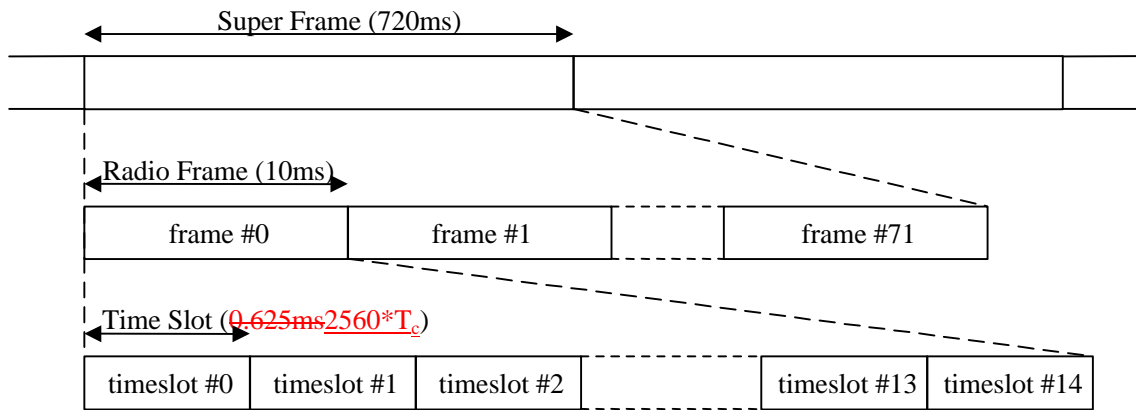 Super Frame (720ms)
Radio Frame (10ms)
frame #0 frame #1 frame #71
Time Slot (0.625ms2560*Tc)
timeslot #0 timeslot #1 timeslot #2 timeslot #13 timeslot #14